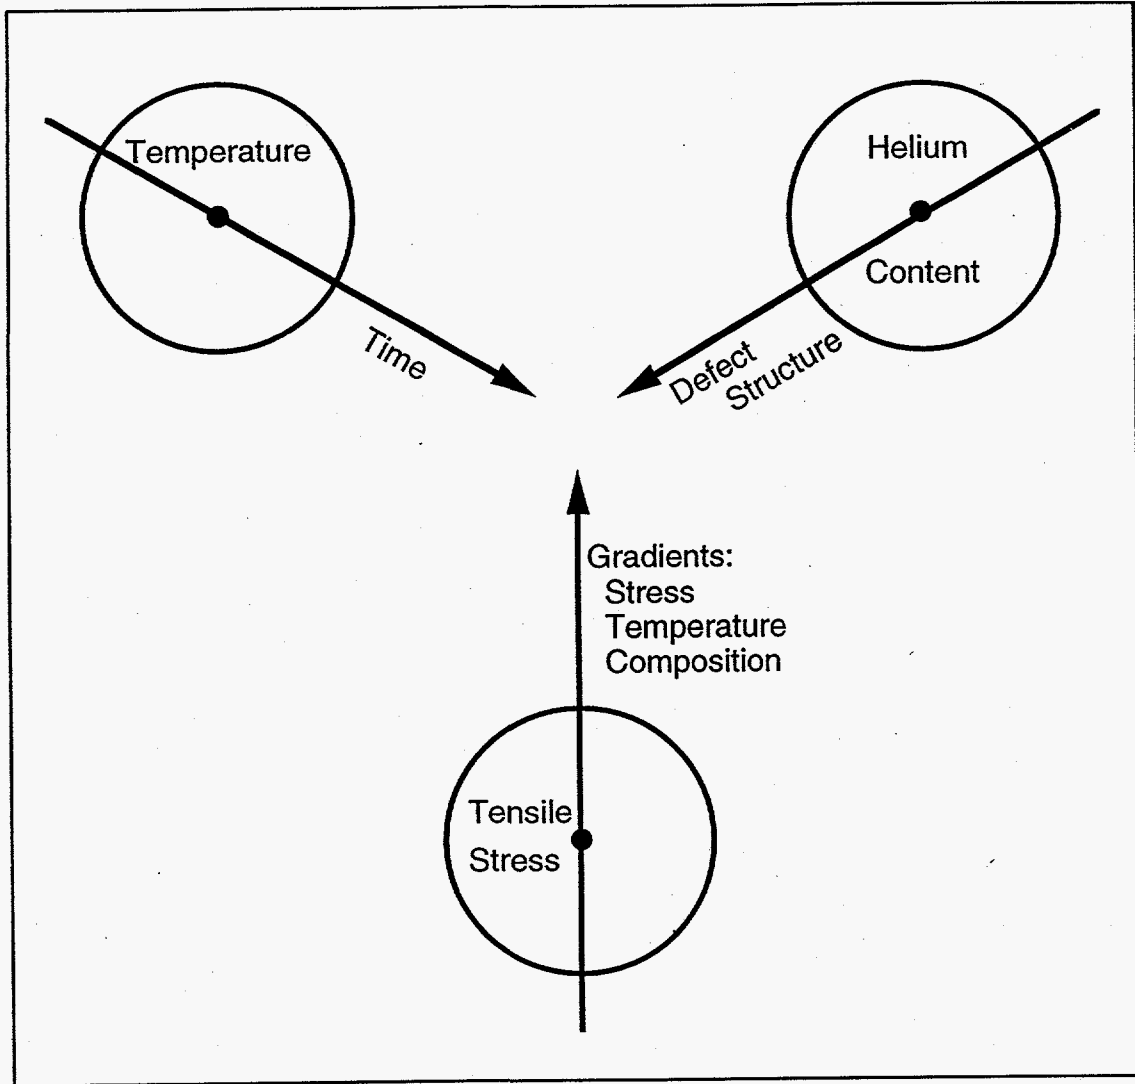 Temperature
Time
Helium
Content
Defect
Structure
Gradients:
Stress
Temperature
Composition
Tensile
Stress